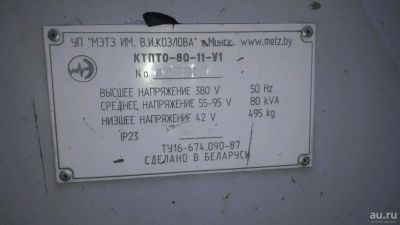 УП "МЭТЗ ИМ. В.И.КОЗЛОВА" г.Минск www.metz.by
КТПТО-80-11-У1
No
ВЫСШЕЕ НАПРЯЖЕНИЕ 380 V 50 Hz
СРЕДНЕЕ НАПРЯЖЕНИЕ 55-95 V 80 kVA
НИЗШЕЕ НАПРЯЖЕНИЕ 42 V 495 kg
IP23
ТУ16-674.090-87
СДЕЛАНО В БЕЛАРУСИ
au.ru